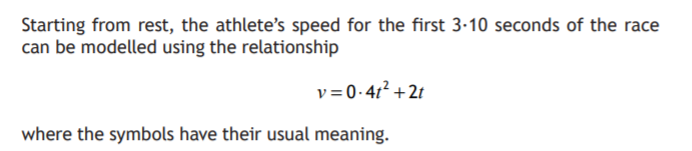 Starting from rest, the athlete’s speed for the first 3·10 seconds of the race
can be modelled using the relationship
v = 0·4t² + 2t
where the symbols have their usual meaning.